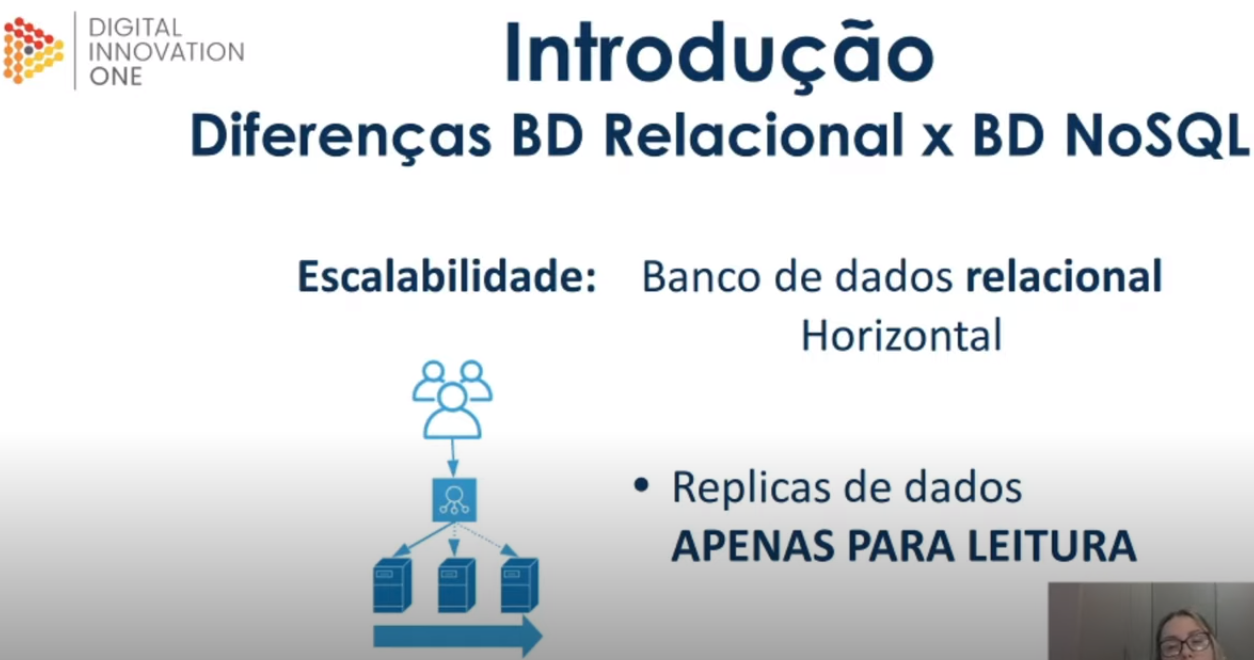 DIGITAL
INNOVATION
ONE
Introdução
Diferenças BD Relacional x BD NoSQL
Escalabilidade: Banco de dados relacional
Horizontal
• Replicas de dados
APENAS PARA LEITURA